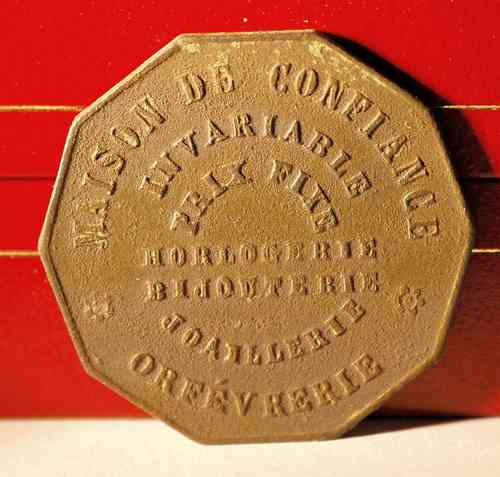 MAISON DE CONFIANCE
INVARIABLE
PRIX FIXE
HORLOGERIE
BIJOUTERIE
JOAILLERIE
ORFÉVRERIE